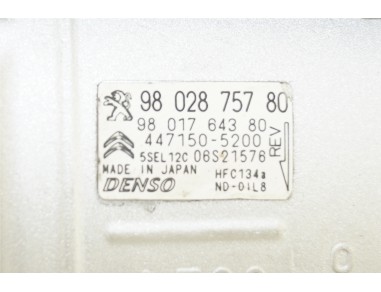 98 028 757 80
98 017 643 80
447150-5200
5SEL12C 06S21576
MADE IN JAPAN HFC134a
DENSO ND-OIL8
REV